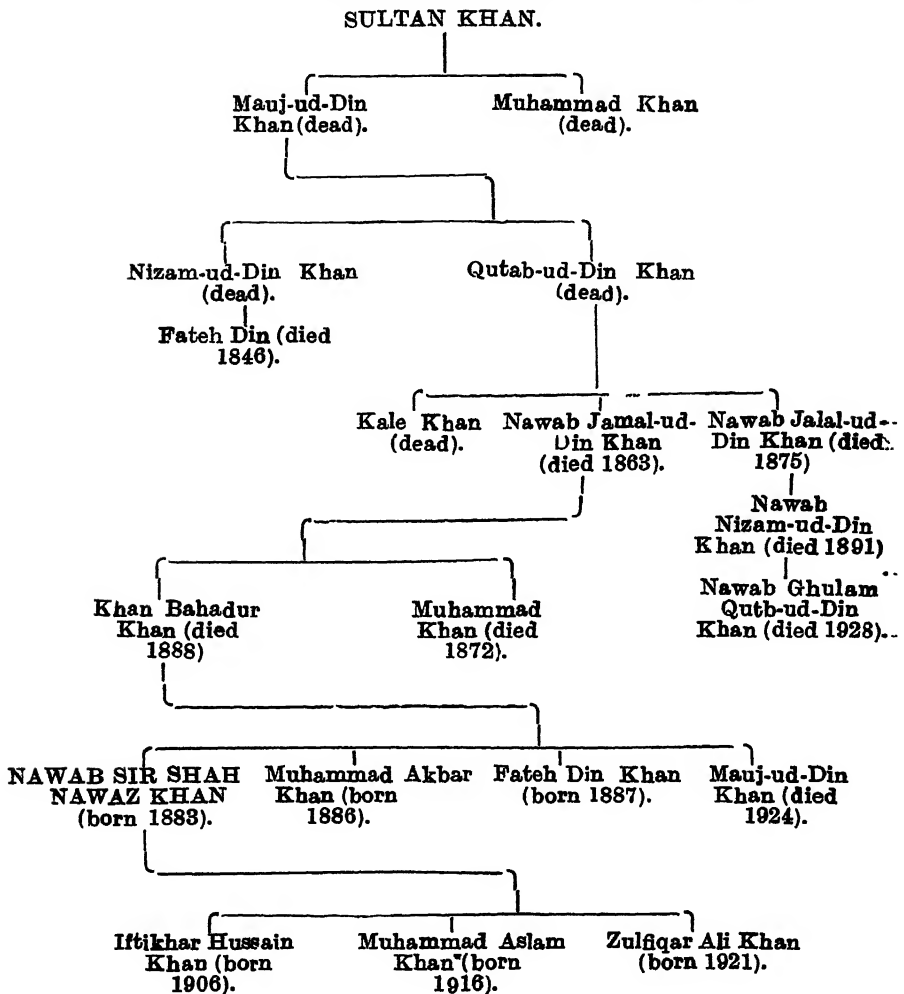 SULTAN KHAN.
Mauj-ud-Din
Khan (dead).
Muhammad Khan
(dead).
Nizam-ud-Din Khan
(dead).
Qutab-ud-Din Khan
(dead).
Fateh Din (died
1846).
Kale Khan
(dead).
Nawab Jamal-ud-
Din Khan
(died 1863).
Nawab Jalal-ud-
Din Khan (died
1875)
Nawab
Nizam-ud-Din
Khan (died 1891)
Nawab Ghulam
Qutb-ud-Din
Khan (died 1928).
Khan Bahadur
Khan (died
1888)
Muhammad
Khan (died
1872).
NAWAB SIR SHAH
NAWAZ KHAN
(born 1883).
Muhammad Akbar
Khan (born
1886).
Fateh Din Khan
(born 1887).
Mauj-ud-Din
Khan (died
1924).
Iftikhar Hussain
Khan (born
1906).
Muhammad Aslam
Khan (born
1916).
Zulfiqar Ali Khan
(born 1921).